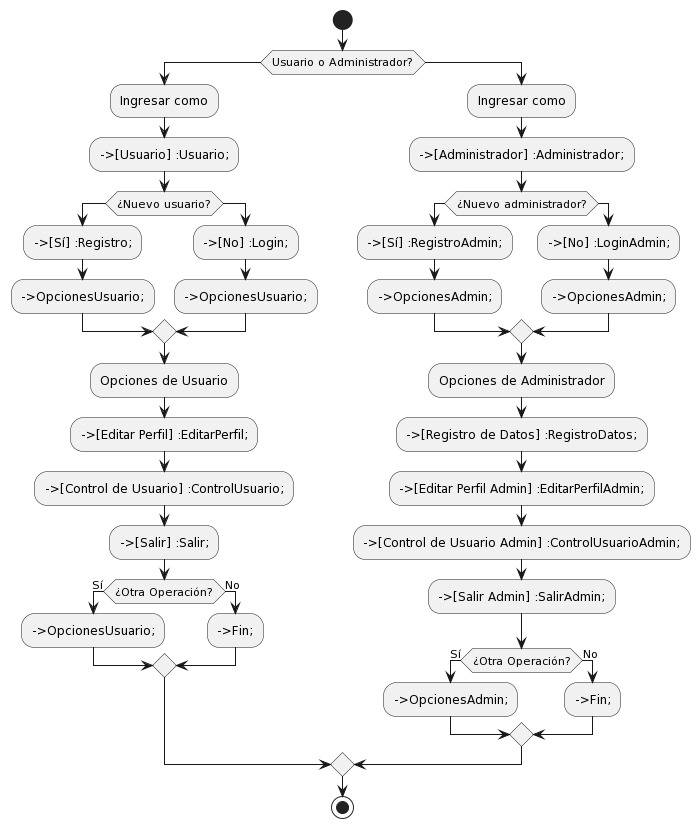 Usuario o Administrador?
Ingresar como
->[Usuario] :Usuario;
¿Nuevo usuario?
->[Sí] :Registro;
->[No] :Login;
->OpcionesUsuario;
->OpcionesUsuario;
Opciones de Usuario
->[Editar Perfil] :EditarPerfil;
->[Control de Usuario] :ControlUsuario;
->[Salir] :Salir;
Sí
¿Otra Operación?
No
->OpcionesUsuario;
->Fin;
Ingresar como
->[Administrador] :Administrador;
¿Nuevo administrador?
->[Sí] :RegistroAdmin;
->[No] :LoginAdmin;
->OpcionesAdmin;
->OpcionesAdmin;
Opciones de Administrador
->[Registro de Datos] :RegistroDatos;
->[Editar Perfil Admin] :EditarPerfilAdmin;
->[Control de Usuario Admin] :ControlUsuarioAdmin;
->[Salir Admin] :SalirAdmin;
Sí
¿Otra Operación?
No
->OpcionesAdmin;
->Fin;